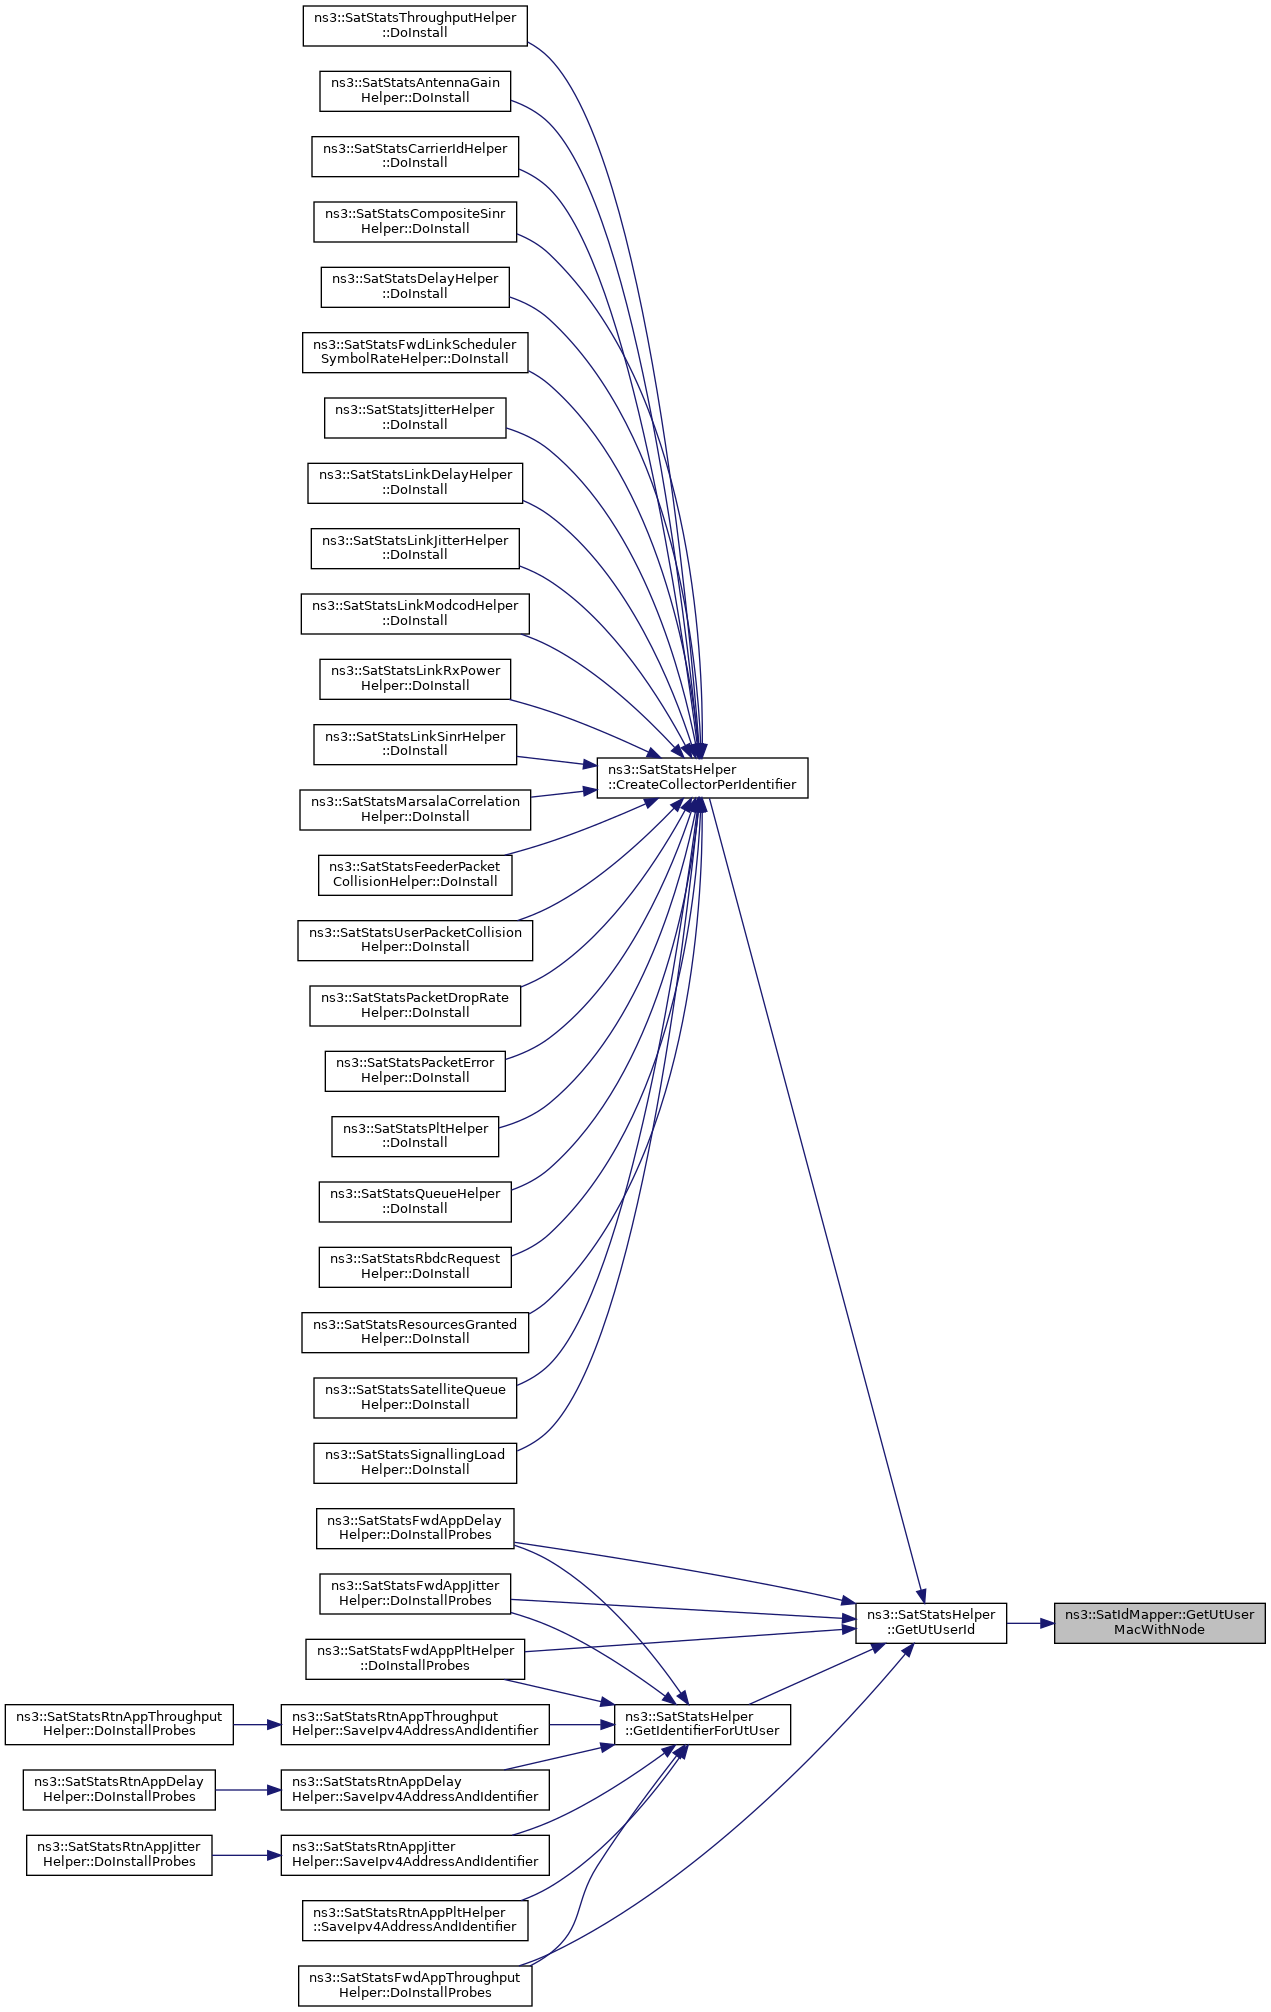 ns3::SatStatsThroughputHelper
::DoInstall
ns3::SatStatsAntennaGain
Helper::DoInstall
ns3::SatStatsCarrierIdHelper
::DoInstall
ns3::SatStatsCompositeSinr
Helper::DoInstall
ns3::SatStatsDelayHelper
::DoInstall
ns3::SatStatsFwdLinkScheduler
SymbolRateHelper::DoInstall
ns3::SatStatsJitterHelper
::DoInstall
ns3::SatStatsLinkDelayHelper
::DoInstall
ns3::SatStatsLinkJitterHelper
::DoInstall
ns3::SatStatsLinkModcodHelper
::DoInstall
ns3::SatStatsLinkRxPower
Helper::DoInstall
ns3::SatStatsLinkSinrHelper
::DoInstall
ns3::SatStatsHelper
::CreateCollectorPerIdentifier
ns3::SatStatsMarsalaCorrelation
Helper::DoInstall
ns3::SatStatsFeederPacket
CollisionHelper::DoInstall
ns3::SatStatsUserPacketCollision
Helper::DoInstall
ns3::SatStatsPacketDropRate
Helper::DoInstall
ns3::SatStatsPacketError
Helper::DoInstall
ns3::SatStatsPltHelper
::DoInstall
ns3::SatStatsQueueHelper
::DoInstall
ns3::SatStatsRbdcRequest
Helper::DoInstall
ns3::SatStatsResourcesGranted
Helper::DoInstall
ns3::SatStatsSatelliteQueue
Helper::DoInstall
ns3::SatStatsSignallingLoad
Helper::DoInstall
ns3::SatStatsFwdAppDelay
Helper::DoInstallProbes
ns3::SatStatsFwdAppJitter
Helper::DoInstallProbes
ns3::SatStatsHelper
::GetUtUserId
ns3::SatIdMapper::GetUtUser
MacWithNode
ns3::SatStatsFwdAppPltHelper
::DoInstallProbes
ns3::SatStatsRtnAppThroughput
Helper::DoInstallProbes
ns3::SatStatsRtnAppThroughput
Helper::SaveIpv4AddressAndIdentifier
ns3::SatStatsHelper
::GetIdentifierForUtUser
ns3::SatStatsRtnAppDelay
Helper::DoInstallProbes
ns3::SatStatsRtnAppDelay
Helper::SaveIpv4AddressAndIdentifier
ns3::SatStatsRtnAppJitter
Helper::DoInstallProbes
ns3::SatStatsRtnAppJitter
Helper::SaveIpv4AddressAndIdentifier
ns3::SatStatsRtnAppPltHelper
::SaveIpv4AddressAndIdentifier
ns3::SatStatsFwdAppThroughput
Helper::DoInstallProbes